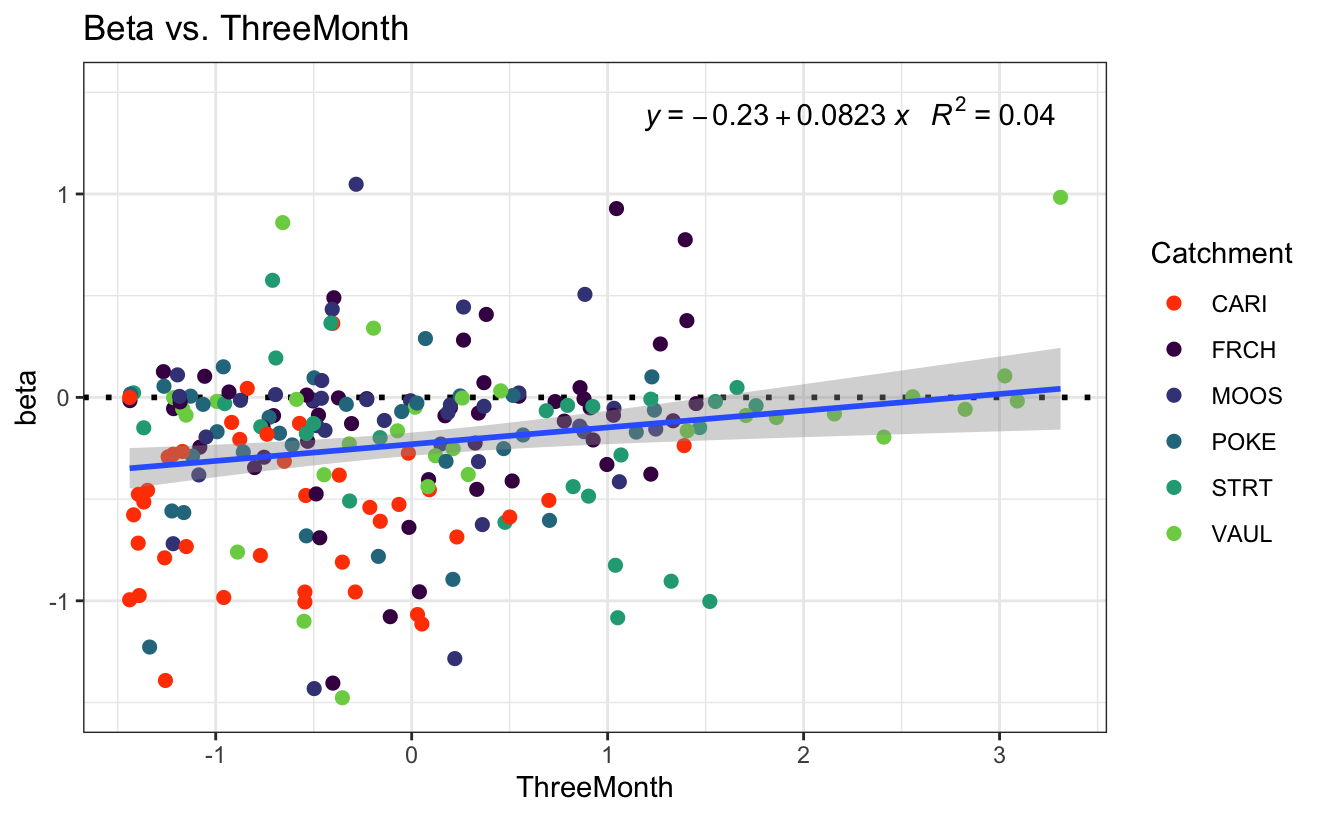 Beta vs. ThreeMonth
y = −0.23 + 0.0823 x R² = 0.04
1
0
-1
beta
-1 0 1 2 3
ThreeMonth
Catchment
CARI
FRCH
MOOS
POKE
STRT
VAUL